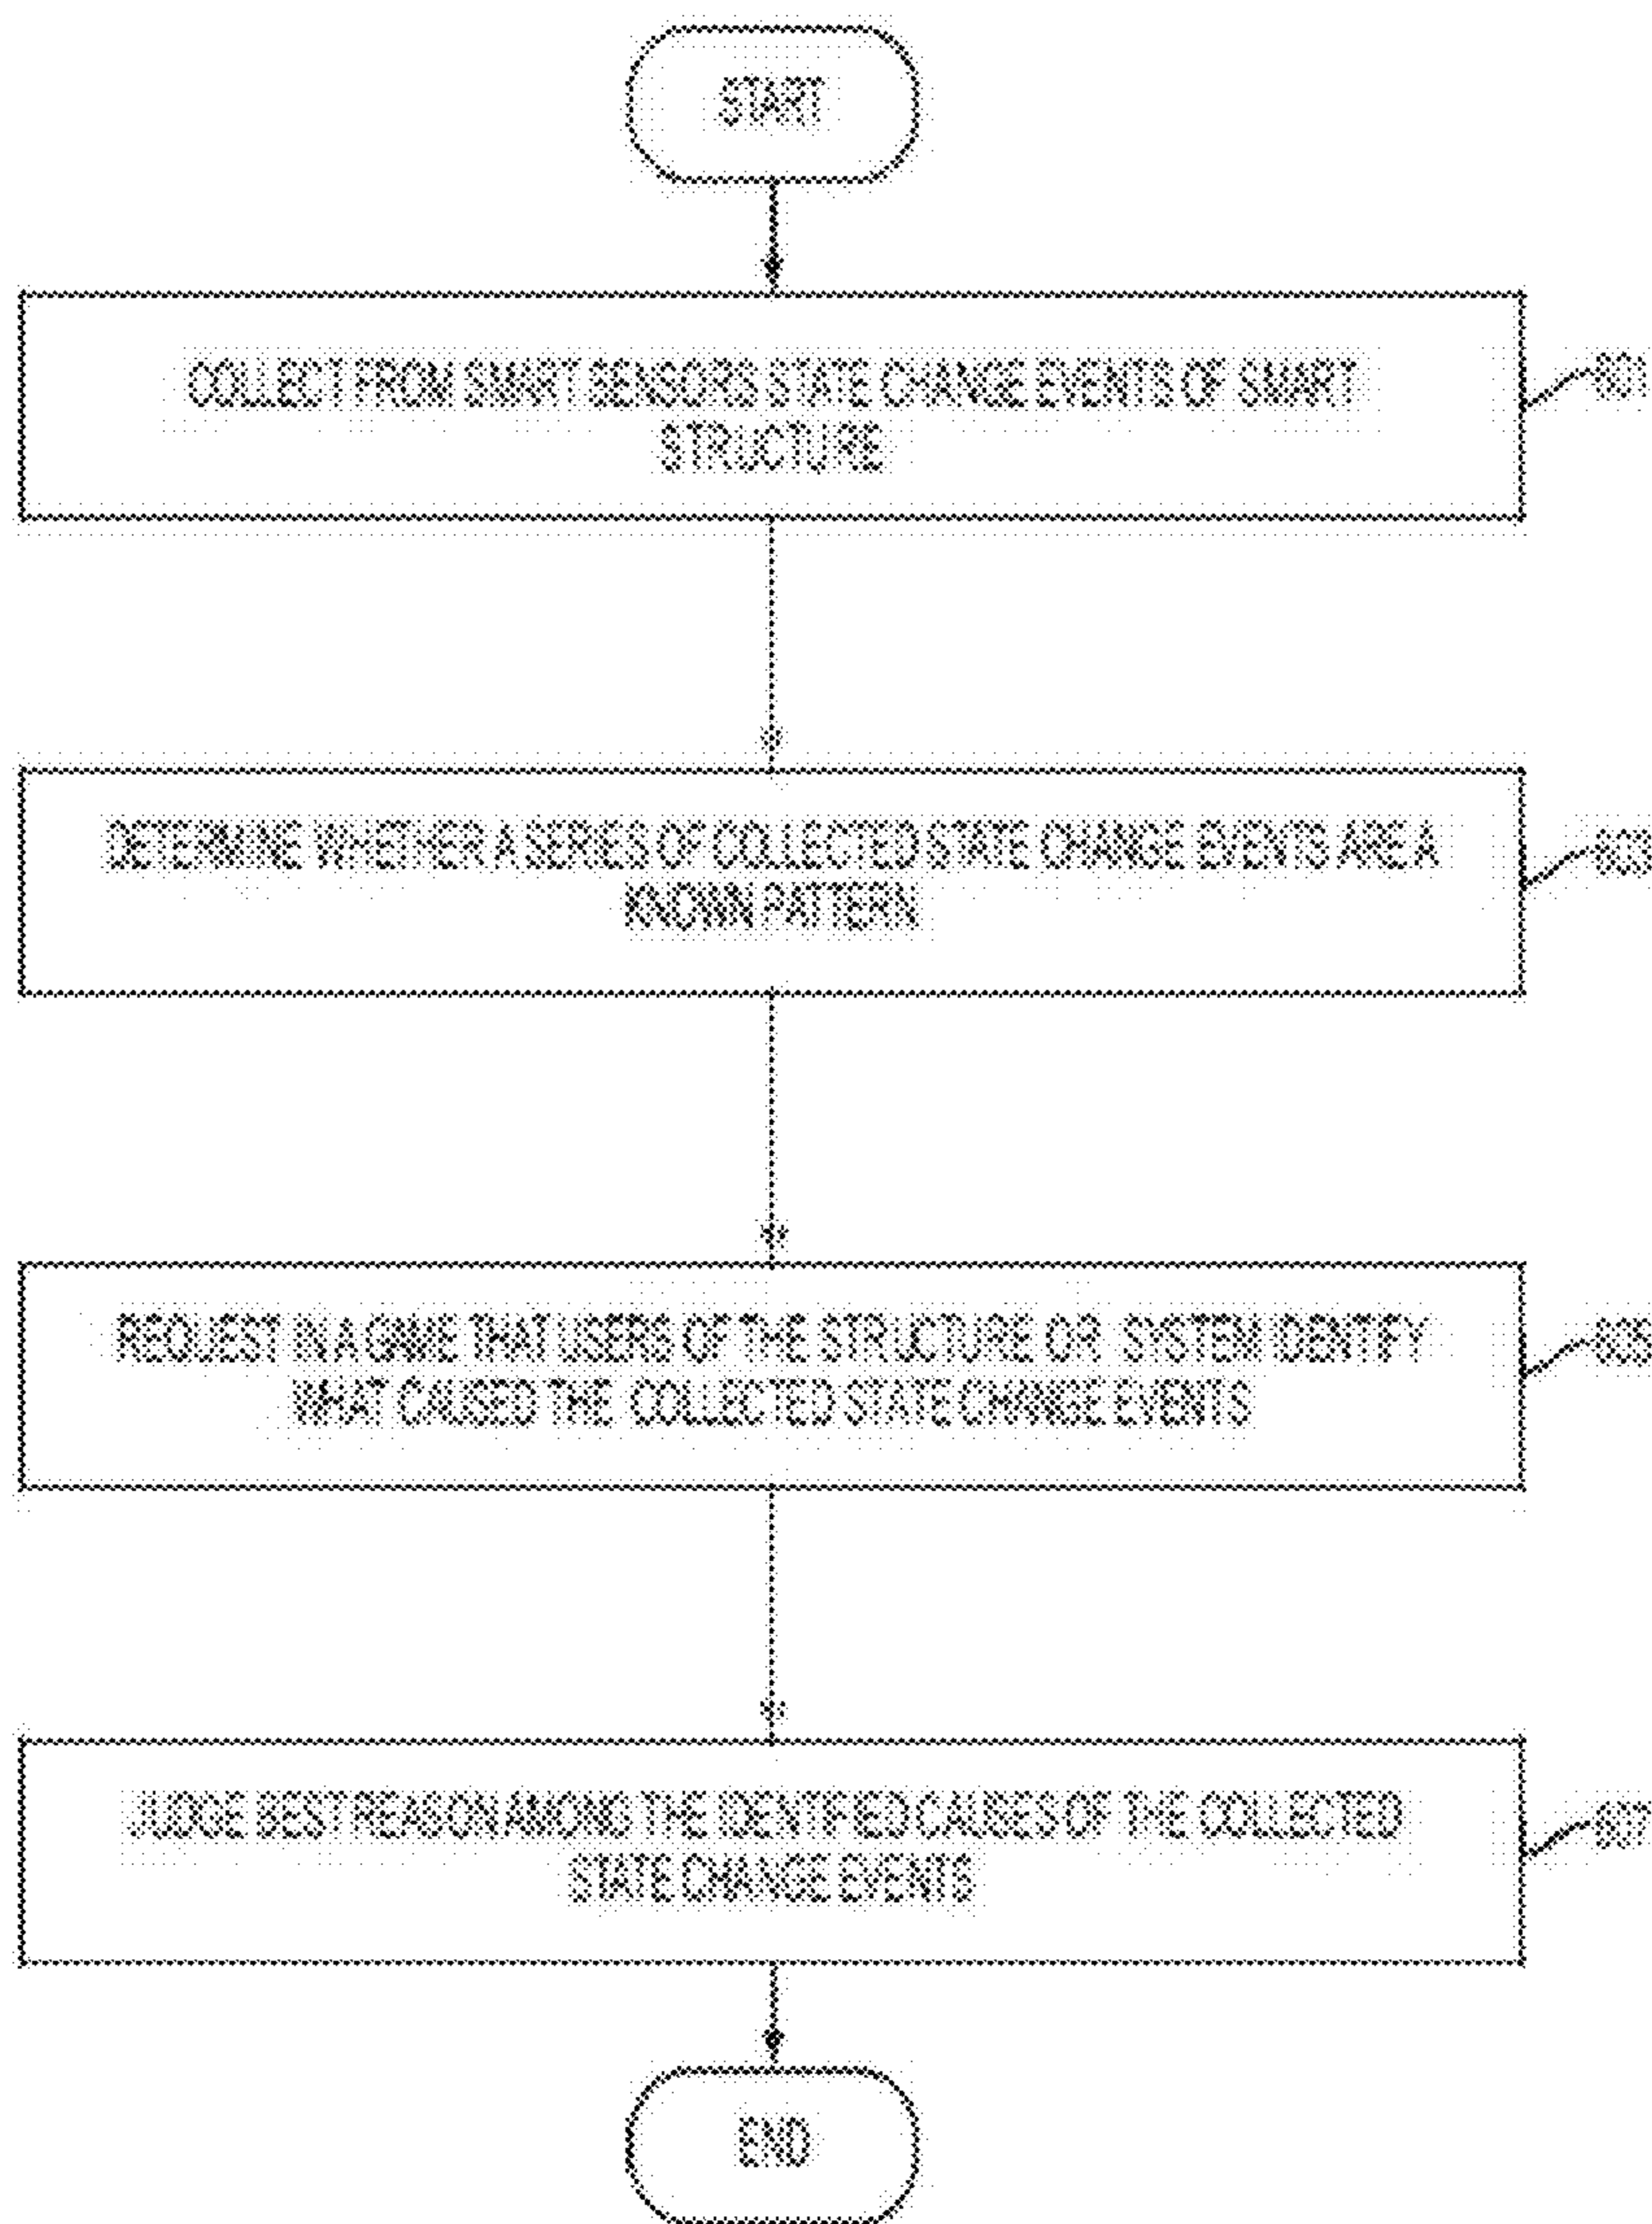 START
COLLECT FROM SMART SENSORS STATE CHANGE EVENTS OF SMART
STRUCTURE
DETERMINE WHETHER A SERIES OF COLLECTED STATE CHANGE EVENTS ARE A
KNOWN PATTERN
REQUEST IN A GAME THAT USERS OF THE STRUCTURE OR SYSTEM IDENTIFY
WHAT CAUSED THE COLLECTED STATE CHANGE EVENTS
JUDGE BEST REASON AMONG THE IDENTIFIED CAUSES OF THE COLLECTED
STATE CHANGE EVENTS
END